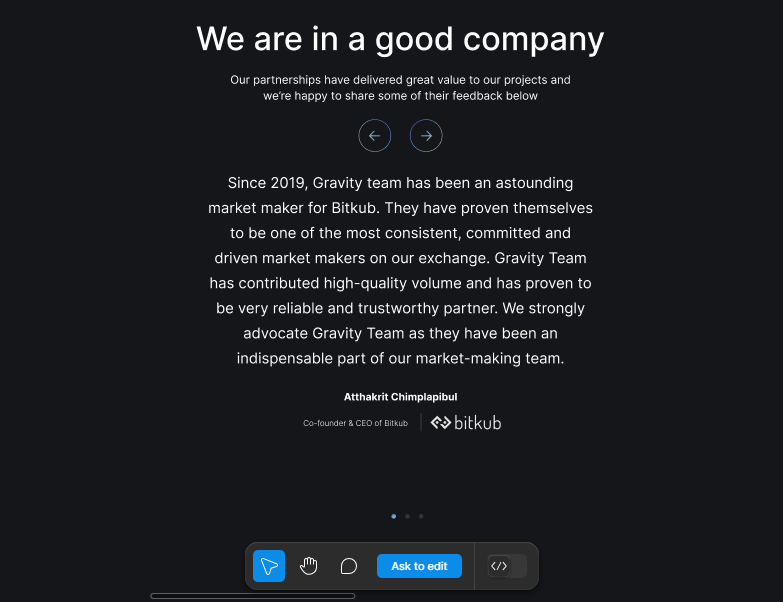 We are in a good company
Our partnerships have delivered great value to our projects and
we're happy to share some of their feedback below
Since 2019, Gravity team has been an astounding
market maker for Bitkub. They have proven themselves
to be one of the most consistent, committed and
driven market makers on our exchange. Gravity Team
has contributed high-quality volume and has proven to
be very reliable and trustworthy partner. We strongly
advocate Gravity Team as they have been an
indispensable part of our market-making team.
Atthakrit Chimplapibul
Co-founder & CEO of Bitkub
bitkub
Ask to edit